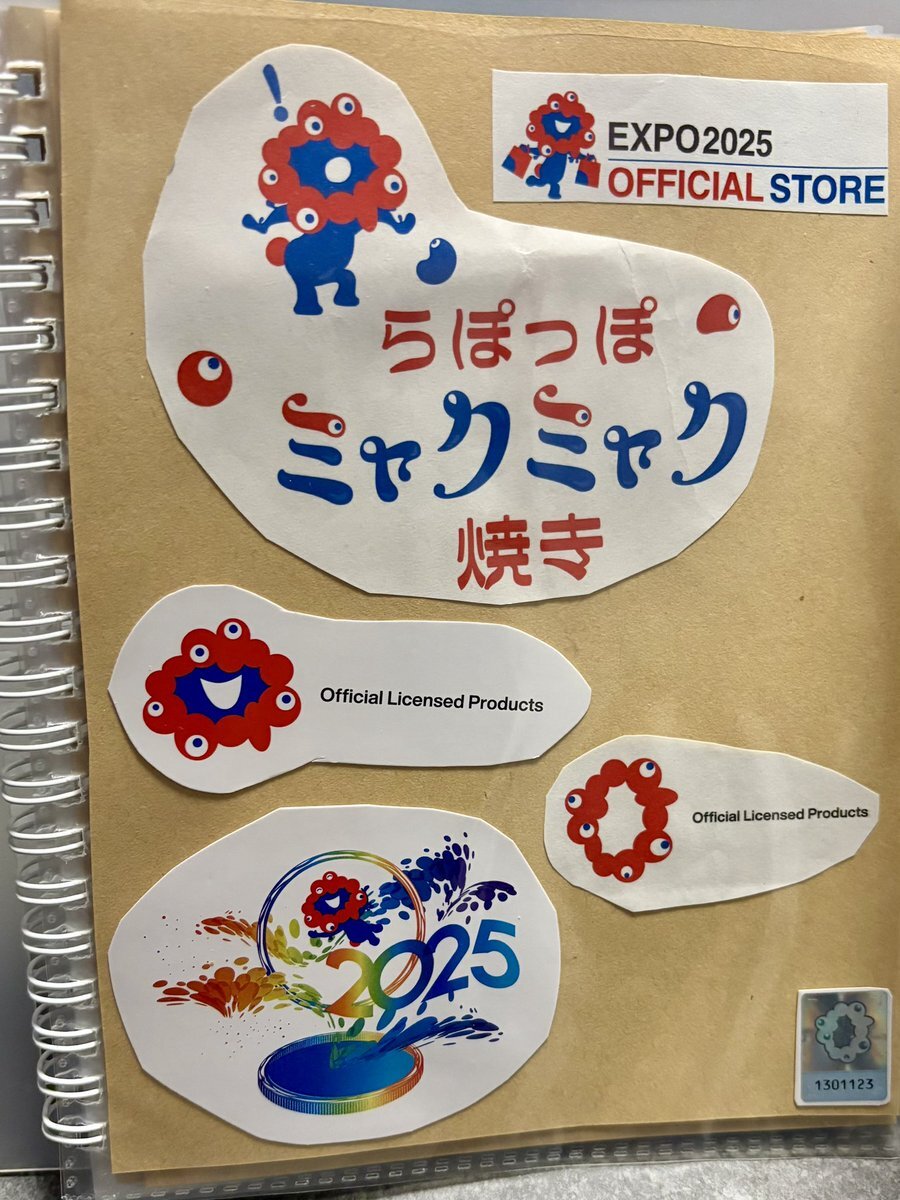 EXPO2025
OFFICIAL STORE
!
らぽっぽ
ミャクミャク
焼き
Official Licensed Products
Official Licensed Products
2025
1301123